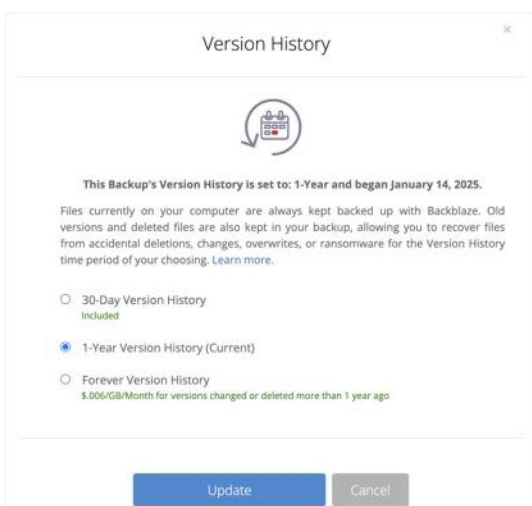 Version History
This Backup's Version History is set to: 1-Year and began January 14, 2025.
Files currently on your computer are always kept backed up with Backblaze. Old
versions and deleted files are also kept in your backup, allowing you to recover files
from accidental deletions, changes, overwrites, or ransomware for the Version History
time period of your choosing. Learn more.
30-Day Version History
Included
1-Year Version History (Current)
Forever Version History
$.006/GB/Month for versions changed or deleted more than 1 year ago
Update Cancel